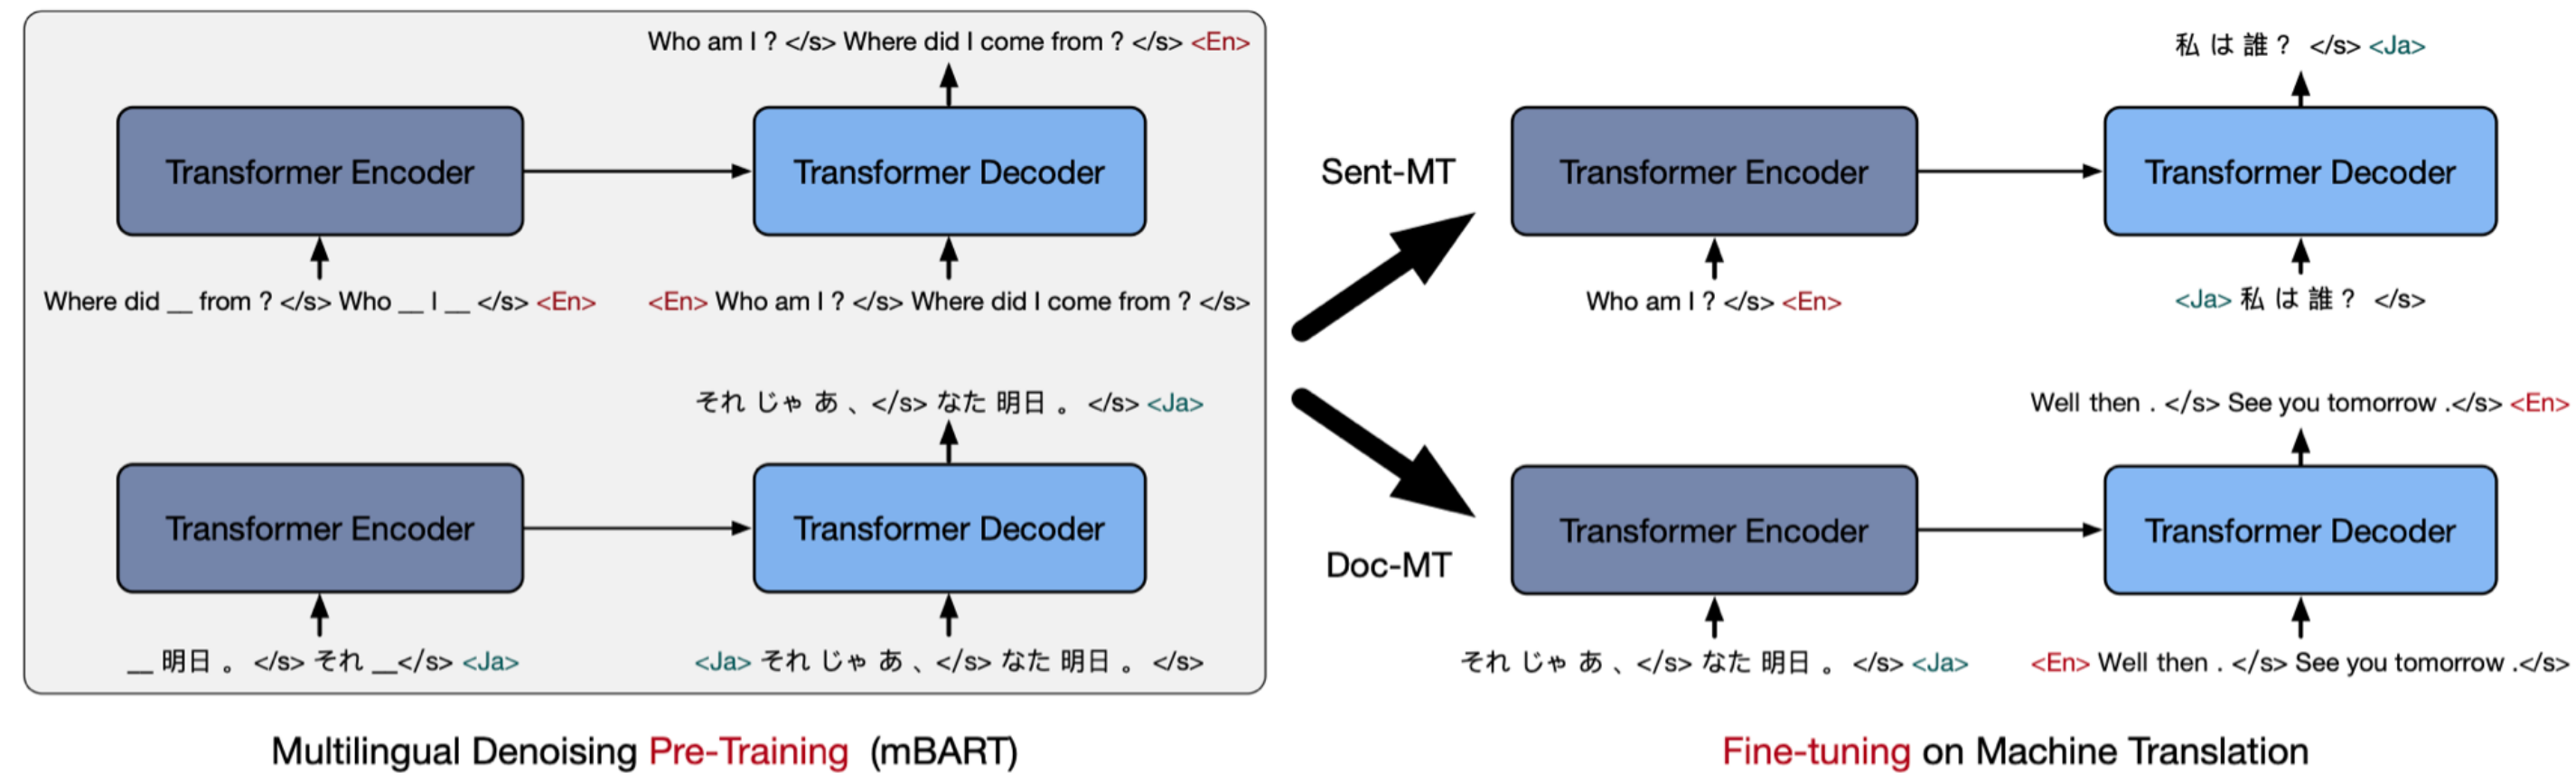 Who am I ? </s> Where did I come from ? </s> <En>
Transformer Encoder
Transformer Decoder
Where did __ from ? </s> Who __ I __ </s> <En>
<En> Who am I ? </s> Where did I come from ? </s>
それ じゃ あ 、</s> なた 明日 。 </s> <Ja>
Transformer Encoder
Transformer Decoder
__ 明日 。 </s> それ __</s> <Ja>
<Ja> それ じゃ あ 、</s> なた 明日 。 </s>
Multilingual Denoising Pre-Training (mBART)
Sent-MT
Doc-MT
私 は 誰 ? </s> <Ja>
Transformer Encoder
Transformer Decoder
Who am I ? </s> <En>
<Ja> 私 は 誰 ? </s>
Well then . </s> See you tomorrow .</s> <En>
Transformer Encoder
Transformer Decoder
それ じゃ あ 、</s> なた 明日 。 </s> <Ja>
<En> Well then . </s> See you tomorrow .</s>
Fine-tuning on Machine Translation